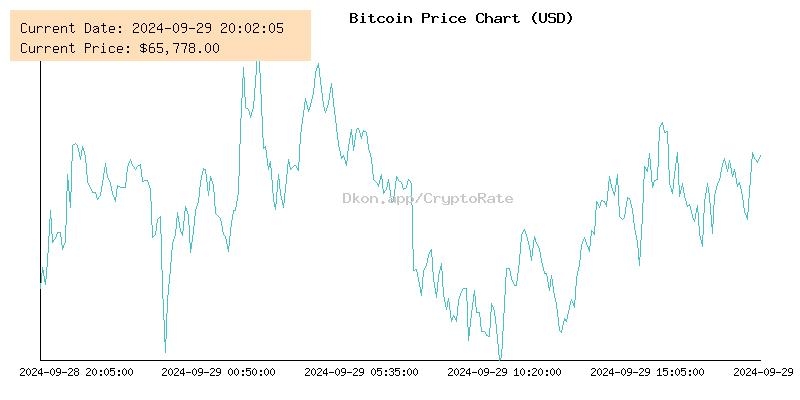 Bitcoin Price Chart (USD)
Current Date: 2024-09-29 20:02:05
Current Price: $65,778.00
Dkon.app/CryptoRate
2024-09-28 20:05:00 2024-09-29 00:50:00 2024-09-29 05:35:00 2024-09-29 10:20:00 2024-09-29 15:05:00 2024-09-29